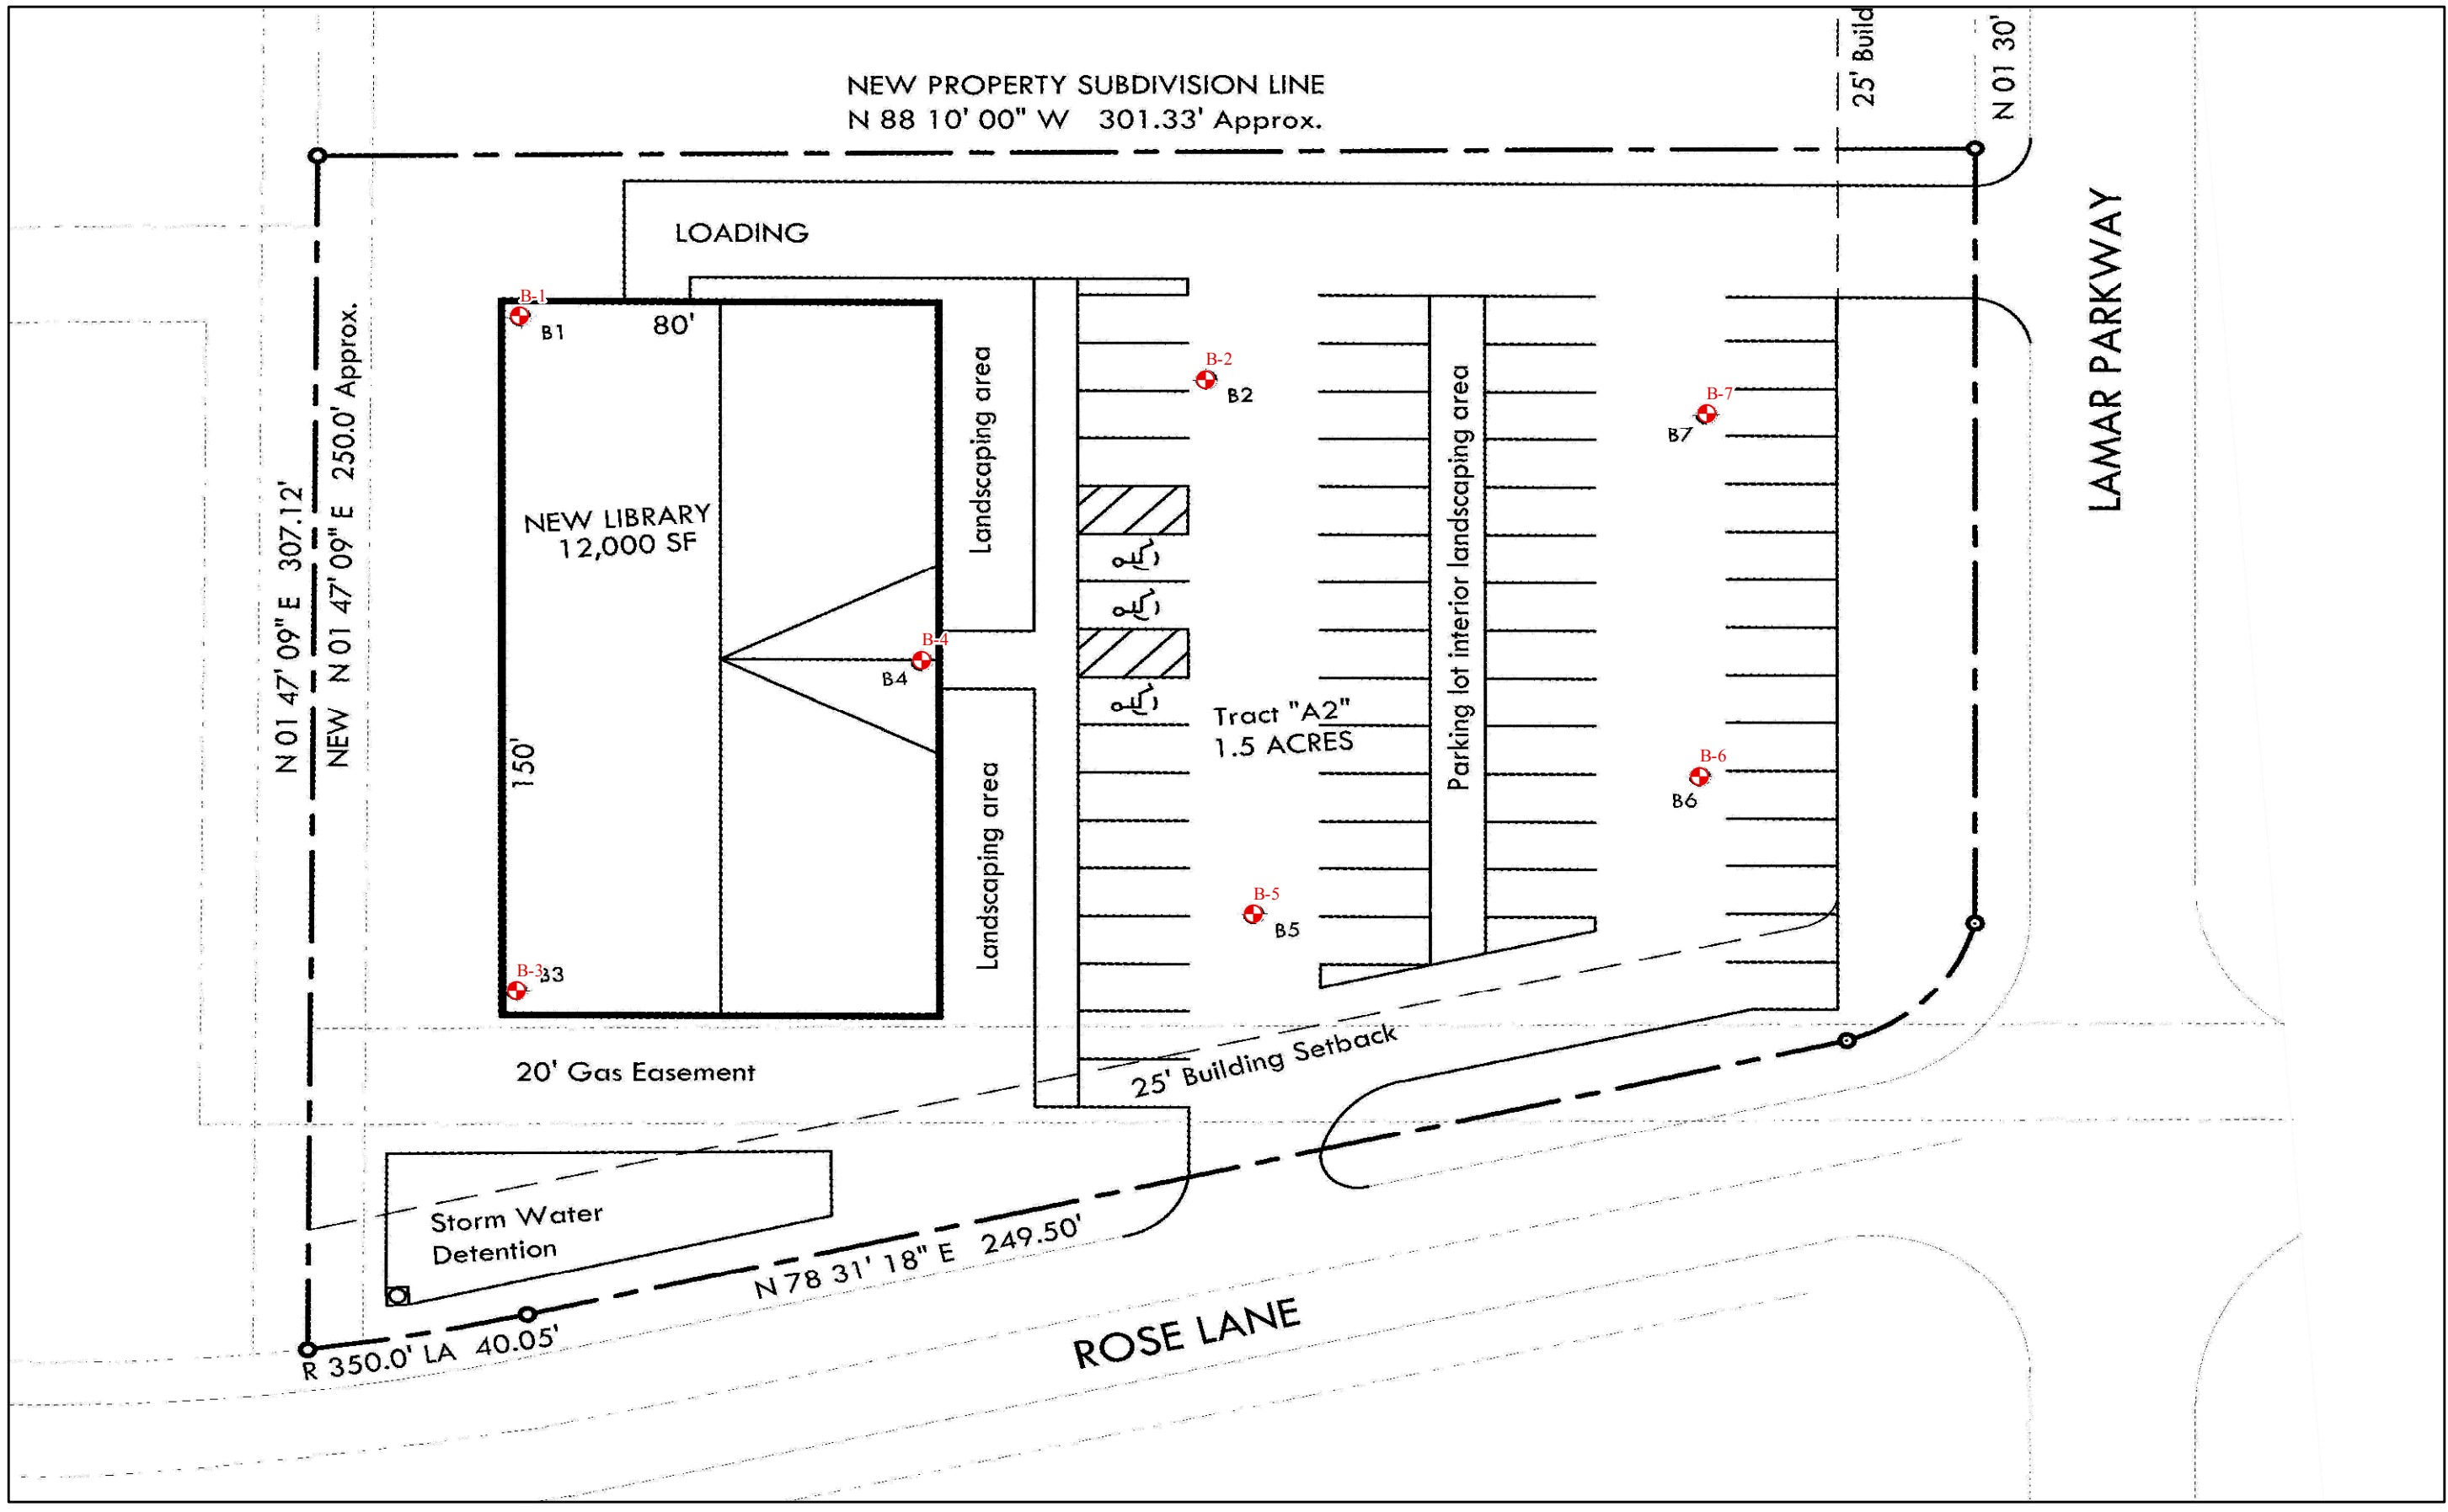 NEW PROPERTY SUBDIVISION LINE
N 88 10' 00" W 301.33' Approx.
25' Build
N 01 30'
LAMAR PARKWAY
LOADING
B-1
B1
80'
B-2
B2
B-7
B7
N 01 47' 09" E 307.12'
NEW N 01 47' 09" E 250.0' Approx.
NEW LIBRARY
12,000 SF
Landscaping area
Parking lot interior landscaping area
B-4
B4
Tract "A2"
1.5 ACRES
150'
B-6
B6
Landscaping area
B-5
B5
B-3
B3
20' Gas Easement
25' Building Setback
Storm Water
Detention
N 78 31' 18" E 249.50'
R 350.0' LA 40.05'
ROSE LANE